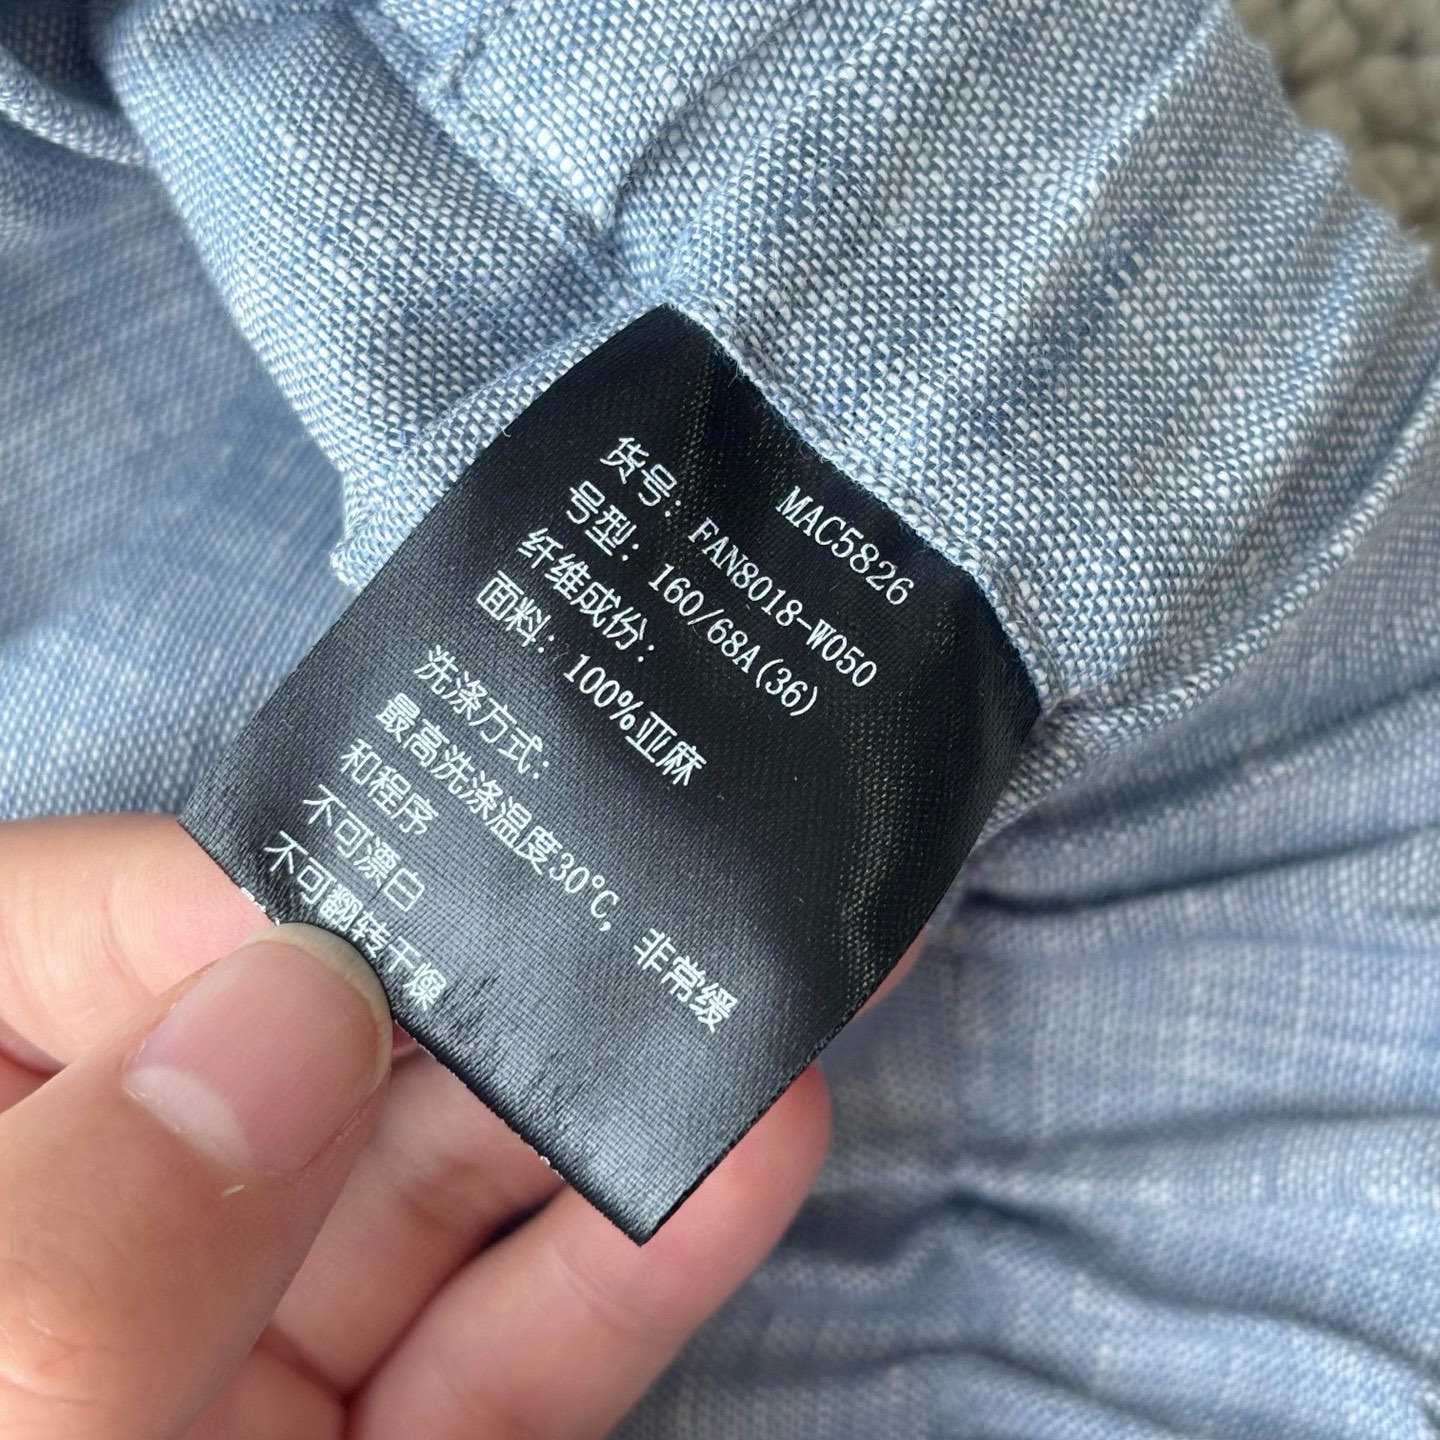 MAC5826
货号：FAN8018-W050
号型：160/68A(36)
纤维成份：
面料：100%亚麻
洗涤方式：
最高洗涤温度30℃，非常缓
和程序
不可漂白
不可翻转干燥